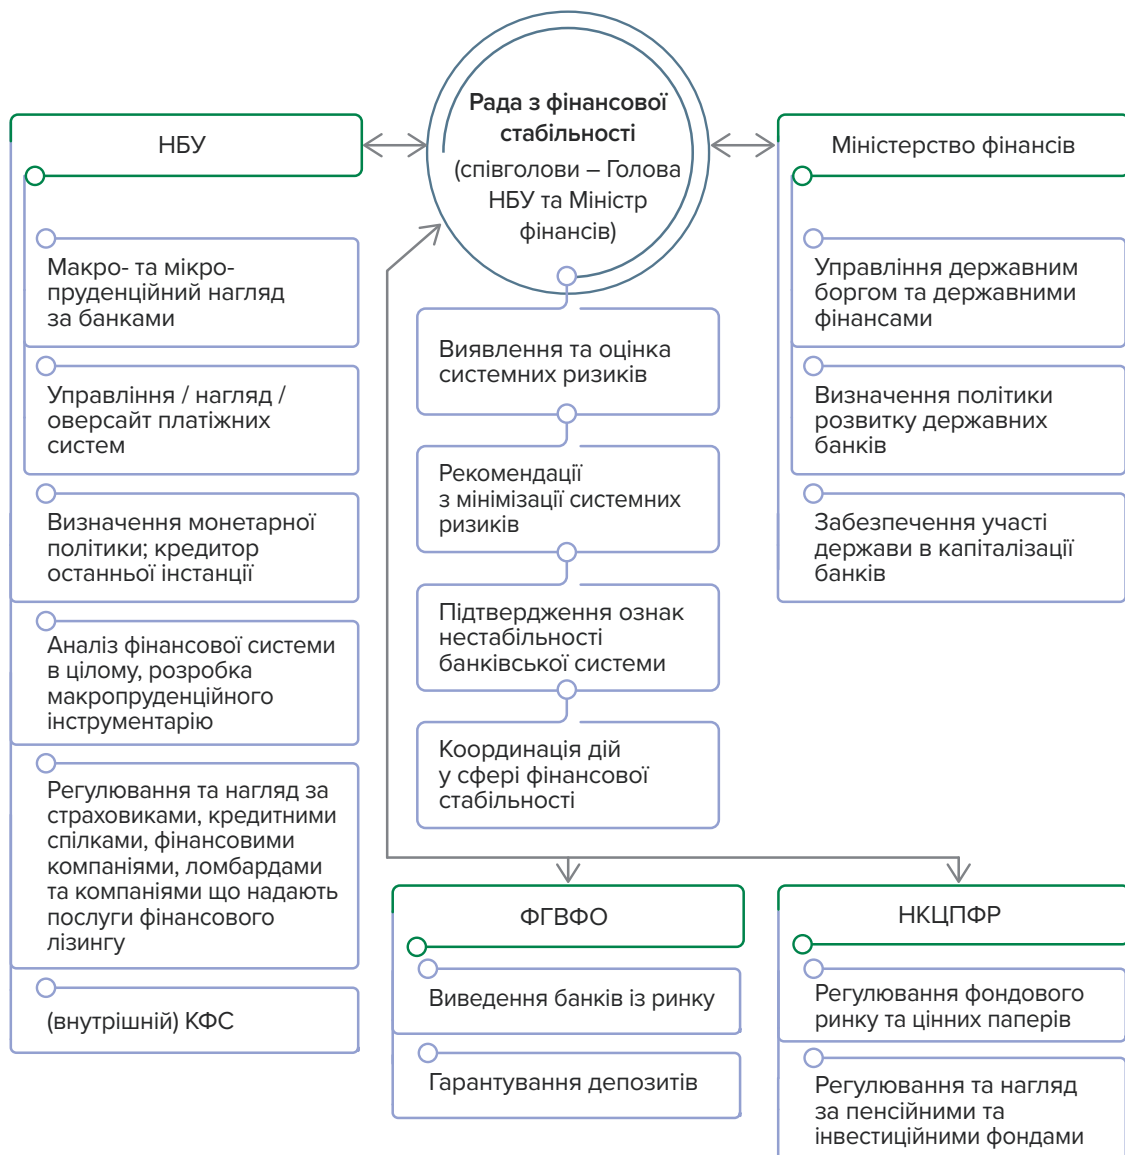 Рада з фінансової
стабільності
(співголови – Голова
НБУ та Міністр
фінансів)
НБУ
Макро- та мікро-
пруденційний нагляд
за банками
Управління / нагляд /
оверсайт платіжних
систем
Визначення монетарної
політики; кредитор
останньої інстанції
Аналіз фінансової системи
в цілому, розробка
макропруденційного
інструментарію
Регулювання та нагляд за
страховиками, кредитними
спілками, фінансовими
компаніями, ломбардами
та компаніями що надають
послуги фінансового
лізингу
(внутрішній) КФС
Виявлення та оцінка
системних ризиків
Рекомендації
з мінімізації системних
ризиків
Підтвердження ознак
нестабільності
банківської системи
Координація дій
у сфері фінансової
стабільності
Міністерство фінансів
Управління державним
боргом та державними
фінансами
Визначення політики
розвитку державних
банків
Забезпечення участі
держави в капіталізації
банків
ФГВФО
Виведення банків із ринку
Гарантування депозитів
НКЦПФР
Регулювання фондового
ринку та цінних паперів
Регулювання та нагляд
за пенсійними та
інвестиційними фондами